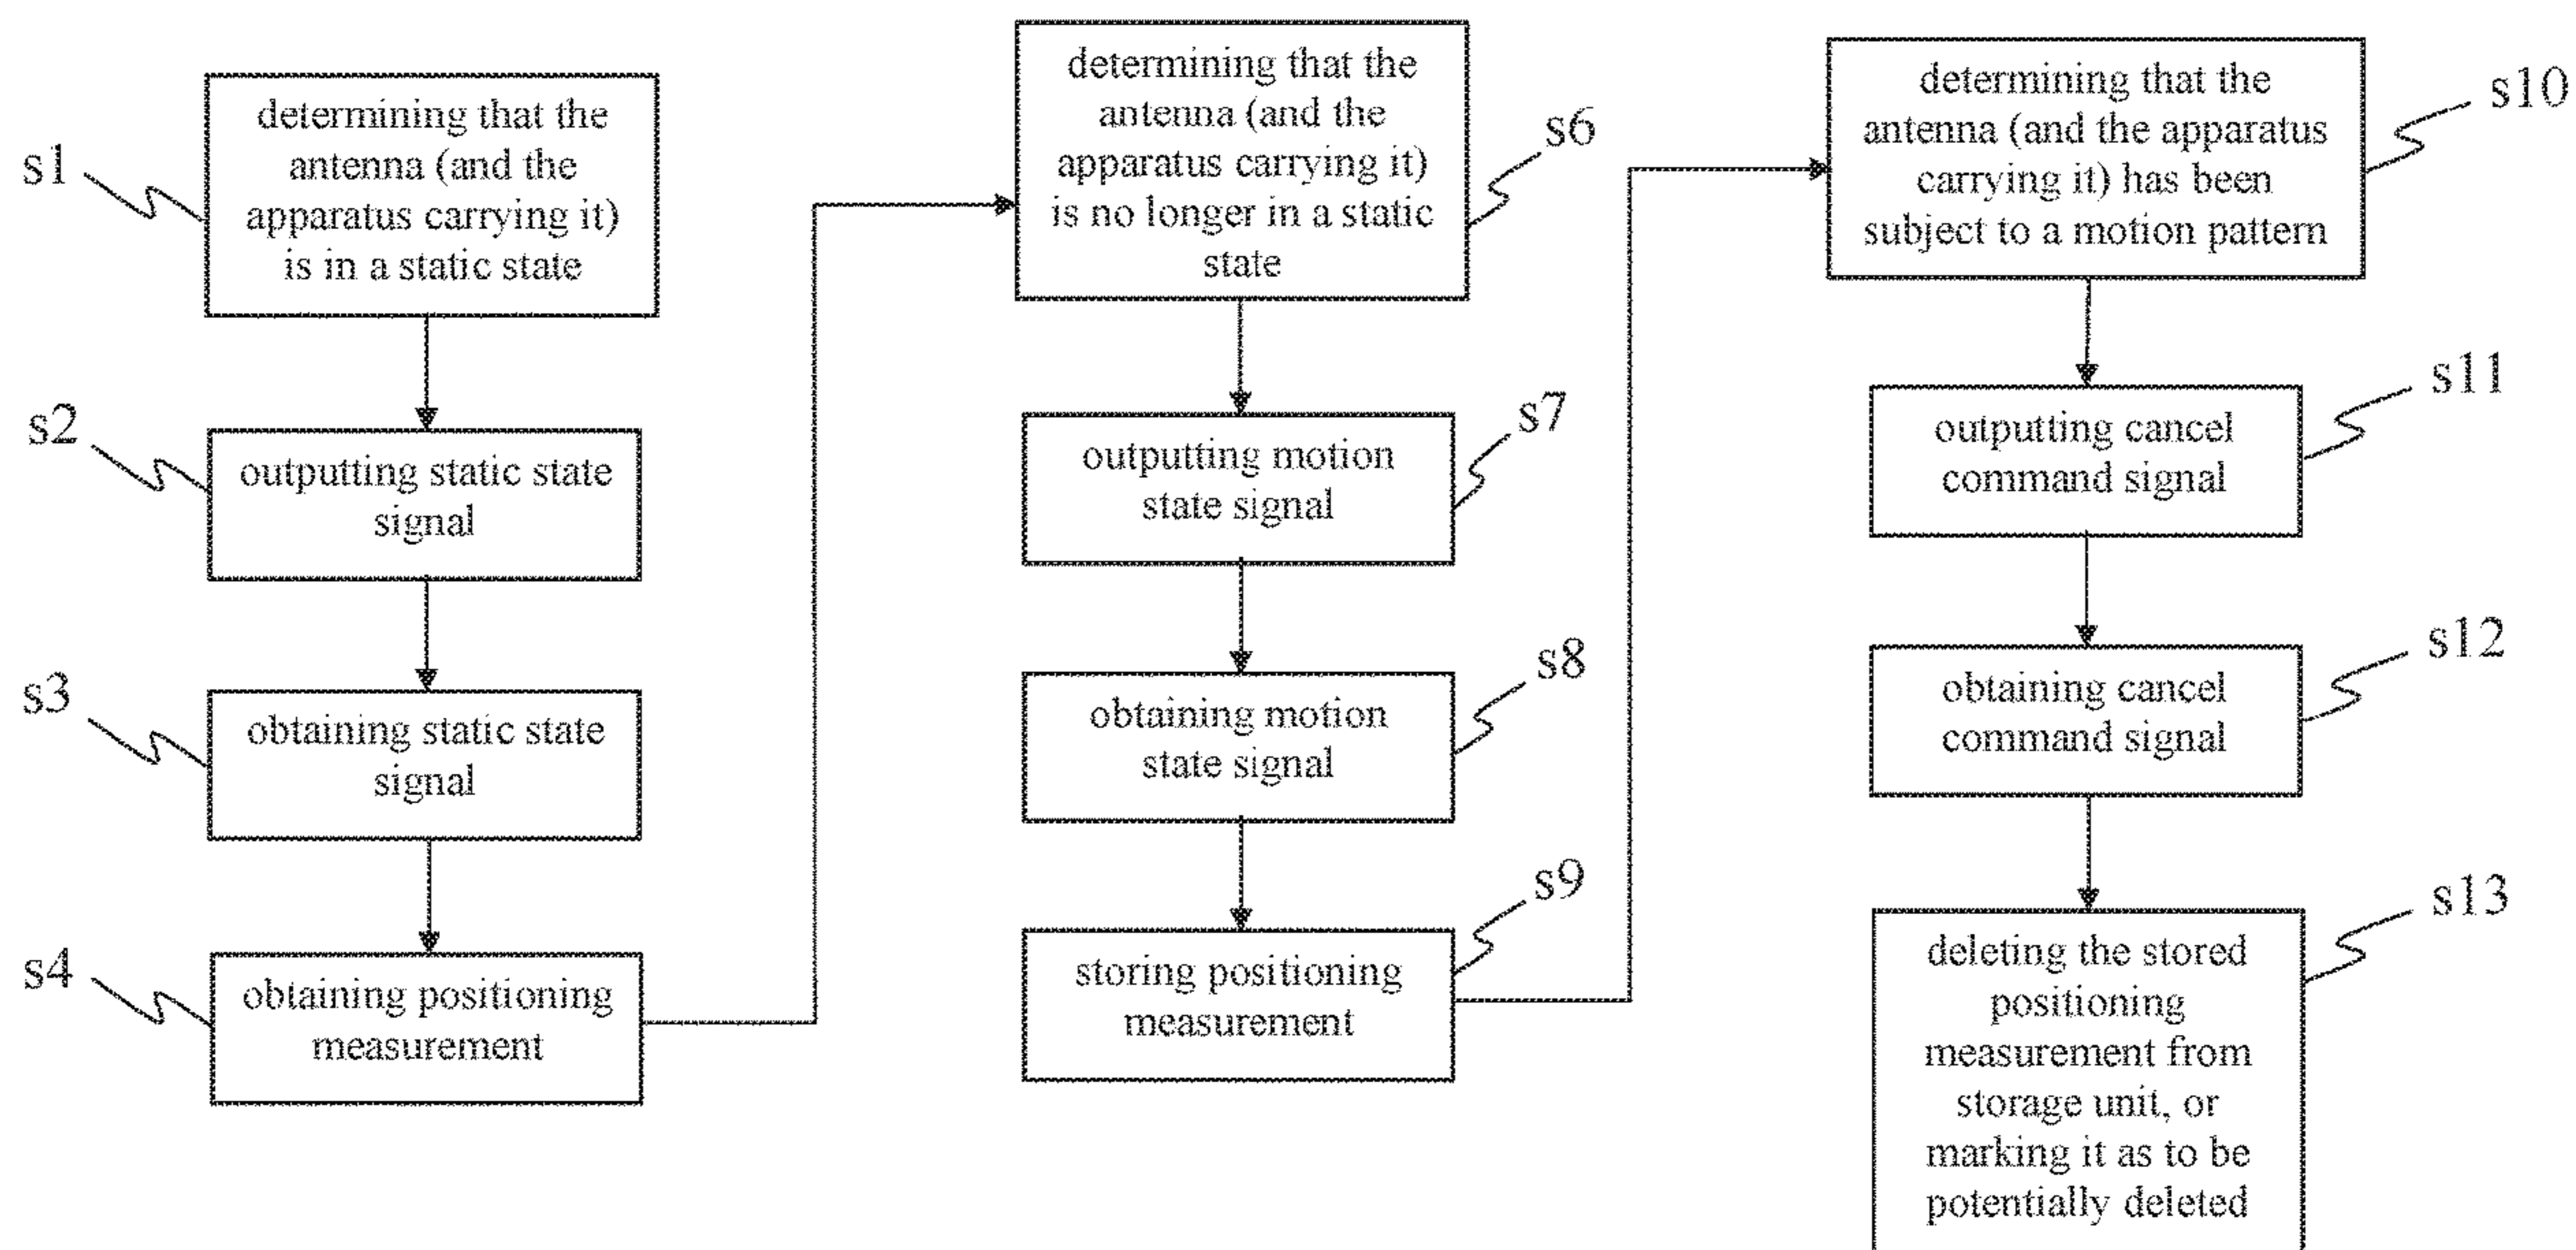 s1
determining that the
antenna (and the
apparatus carrying it)
is in a static state
s2
outputting static state
signal
s3
obtaining static state
signal
s4
obtaining positioning
measurement
determining that the
antenna (and the
apparatus carrying it)
is no longer in a static
state
s6
outputting motion
state signal
s7
obtaining motion
state signal
s8
storing positioning
measurement
s9
determining that the
antenna (and the apparatus
carrying it) has been
subject to a motion pattern
s10
outputting cancel
command signal
s11
obtaining cancel
command signal
s12
deleting the stored
positioning
measurement from
storage unit, or
marking it as to be
potentially deleted
s13